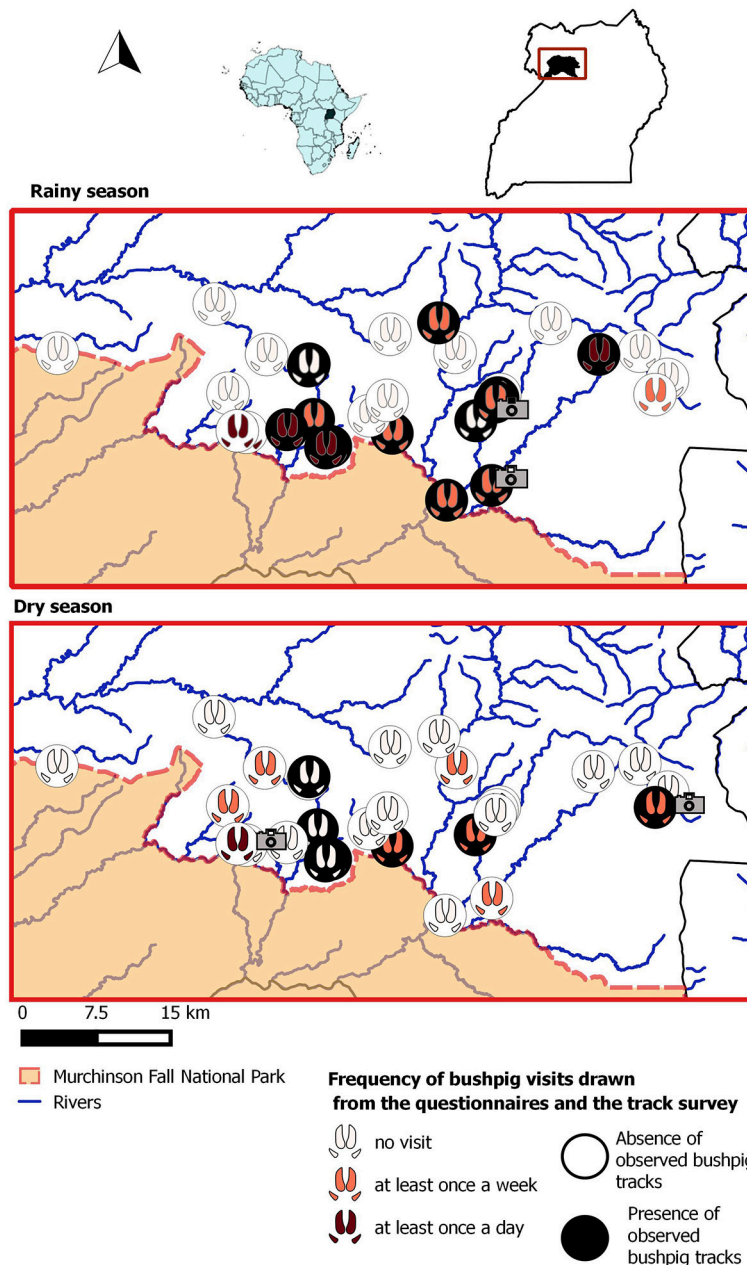 Rainy season
Dry season
0 7.5 15 km
Murchinson Fall National Park
Rivers
Frequency of bushpig visits drawn
from the questionnaires and the track survey
no visit
at least once a week
at least once a day
Absence of
observed bushpig
tracks
Presence of
observed
bushpig tracks